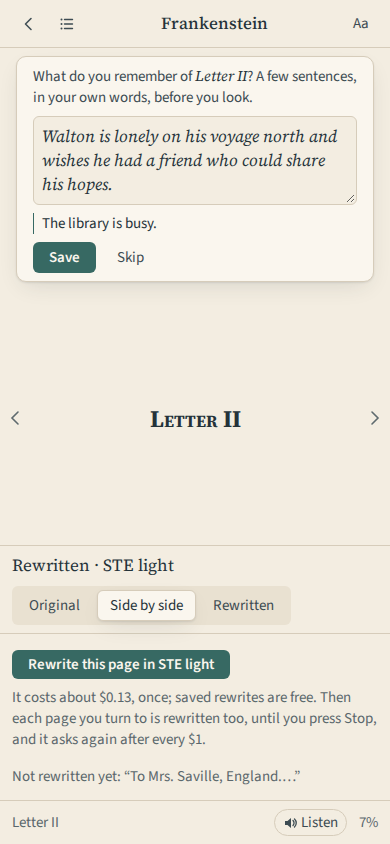 Frankenstein
Aa
What do you remember of Letter II? A few sentences,
in your own words, before you look.
Walton is lonely on his voyage north and
wishes he had a friend who could share
his hopes.
The library is busy.
Save
Skip
Letter II
Rewritten · STE light
Original
Side by side
Rewritten
Rewrite this page in STE light
It costs about $0.13, once; saved rewrites are free. Then
each page you turn to is rewritten too, until you press Stop,
and it asks again after every $1.
Not rewritten yet: “To Mrs. Saville, England.…”
Letter II
Listen
7%